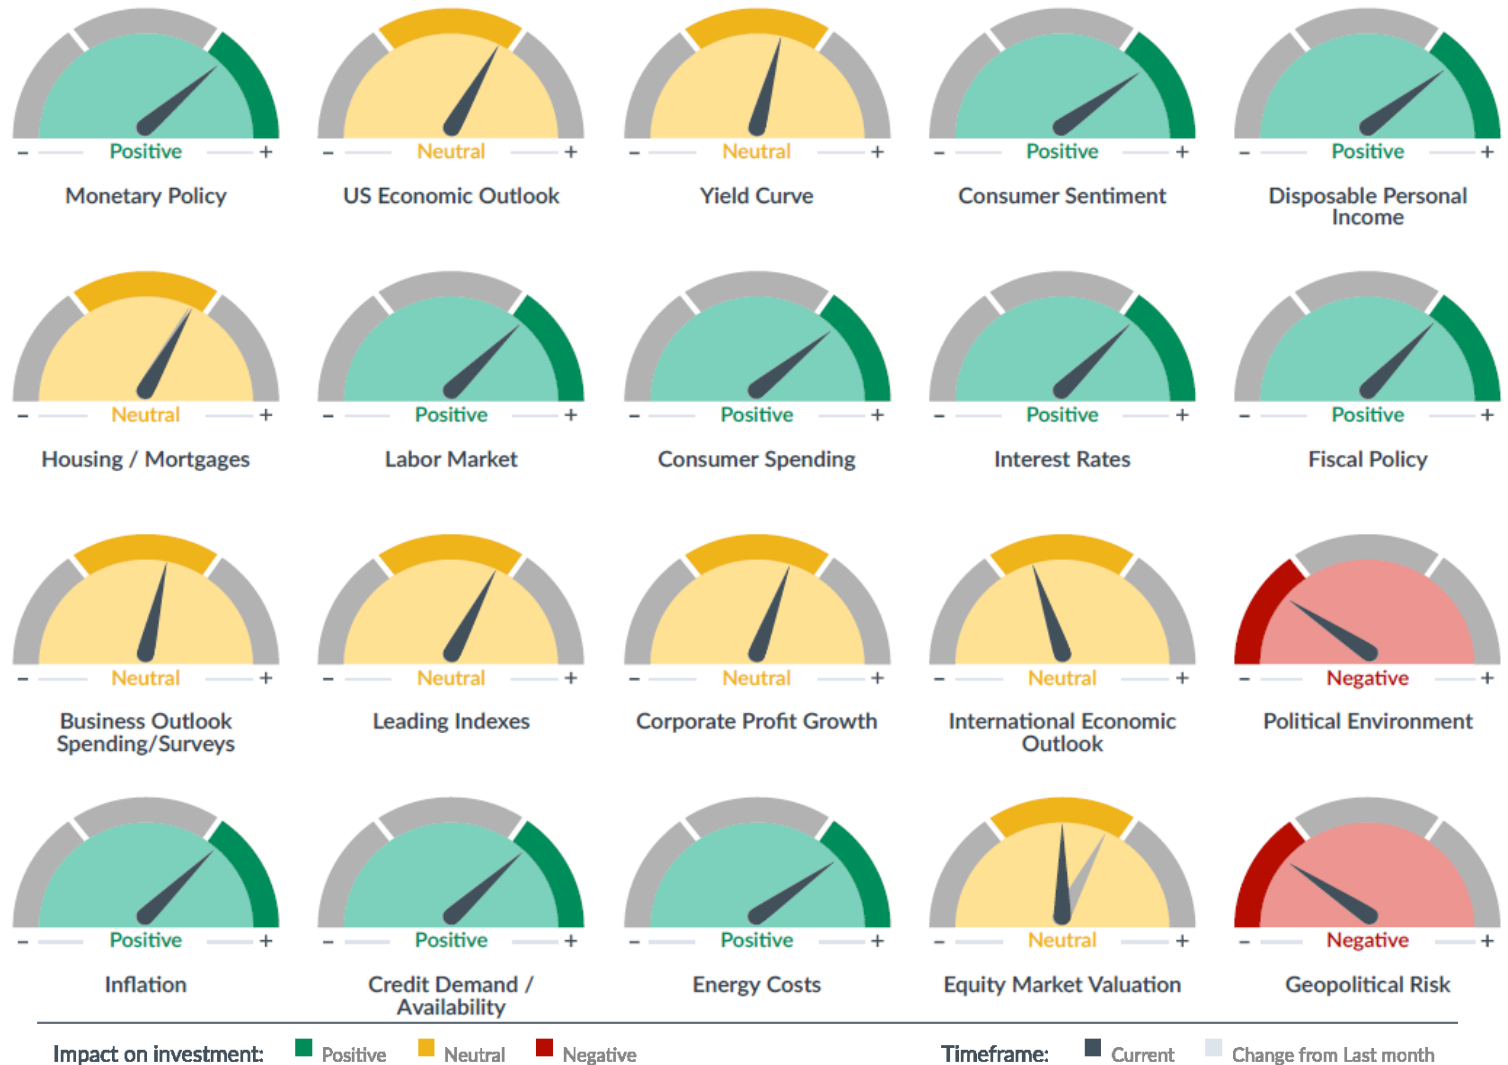 - Positive +
Monetary Policy
- Neutral +
US Economic Outlook
- Neutral +
Yield Curve
- Positive +
Consumer Sentiment
- Positive +
Disposable Personal
Income
- Neutral +
Housing / Mortgages
- Positive +
Labor Market
- Positive +
Consumer Spending
- Positive +
Interest Rates
- Positive +
Fiscal Policy
- Neutral +
Business Outlook
Spending/Surveys
- Neutral +
Leading Indexes
- Neutral +
Corporate Profit Growth
- Neutral +
International Economic
Outlook
- Negative +
Political Environment
- Positive +
Inflation
- Positive +
Credit Demand /
Availability
- Positive +
Energy Costs
- Neutral +
Equity Market Valuation
- Negative +
Geopolitical Risk
Impact on investment: Positive Neutral Negative
Timeframe: Current Change from Last month